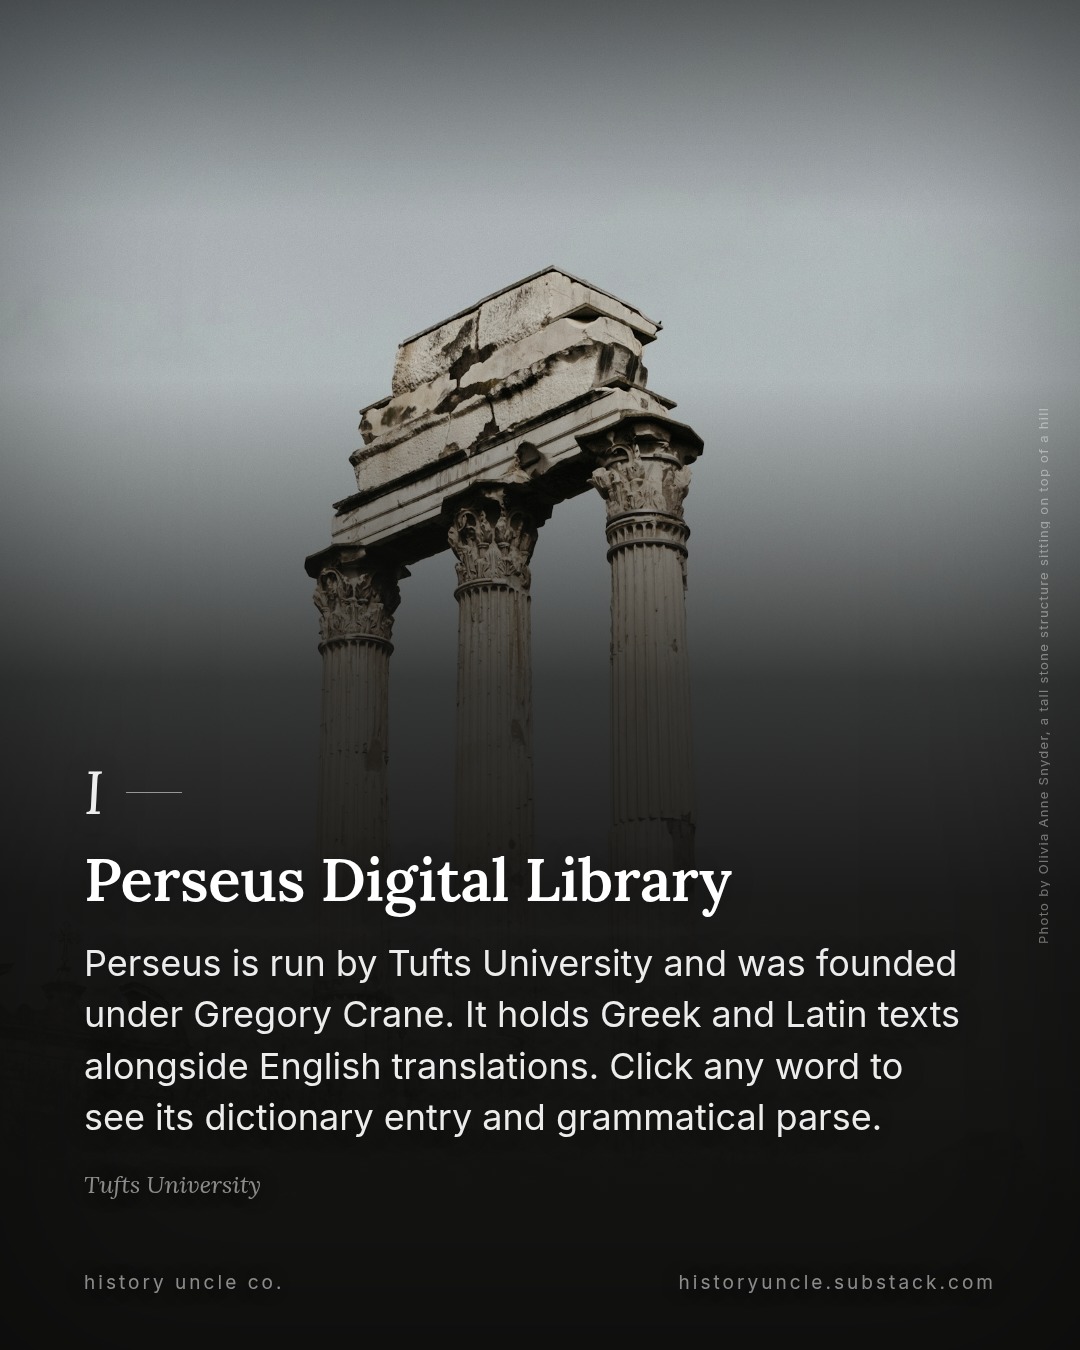 I
Perseus Digital Library
Perseus is run by Tufts University and was founded
under Gregory Crane. It holds Greek and Latin texts
alongside English translations. Click any word to
see its dictionary entry and grammatical parse.
Tufts University
history uncle co.
historyuncle.substack.com
Photo by Olivia Anne Snyder, a tall stone structure sitting on top of a hill